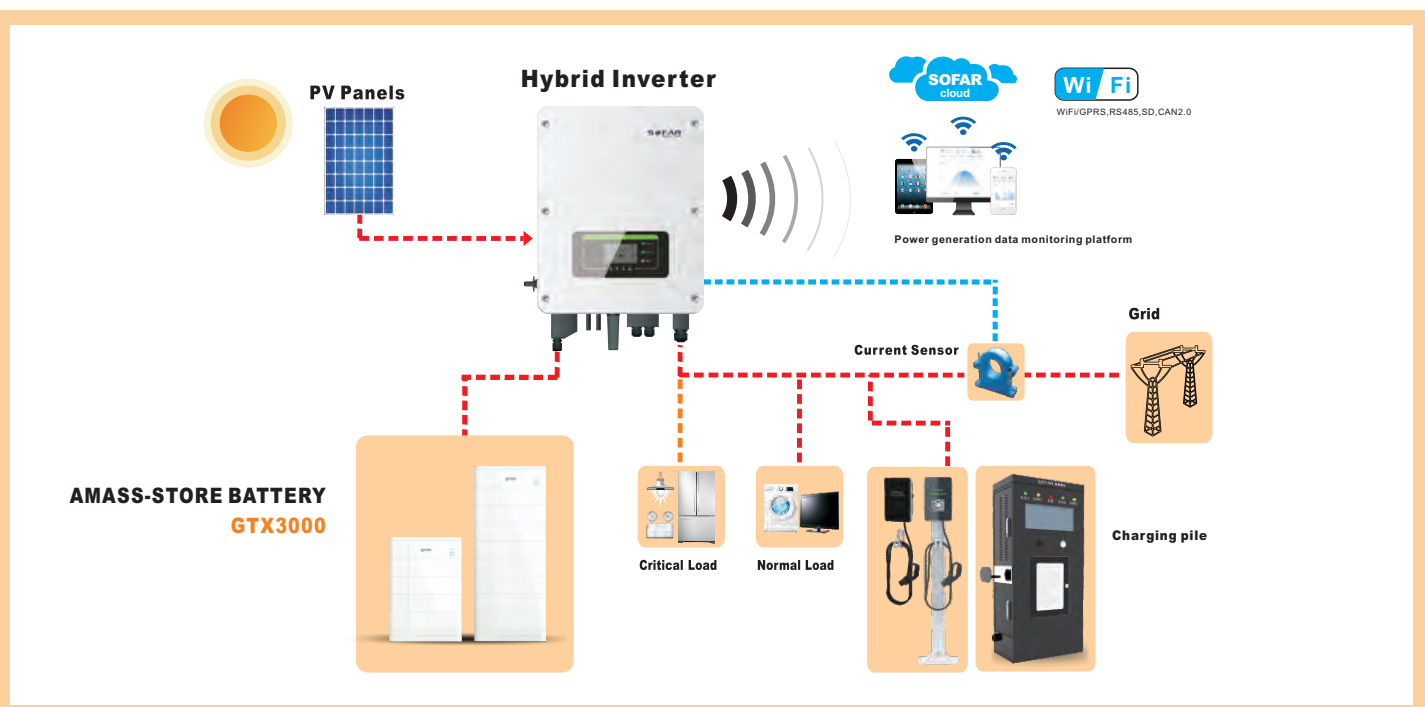 Hybrid Inverter
PV Panels
SOFAR
SOFAR
cloud
Wi Fi
WiFi/GPRS,RS485,SD,CAN2.0
Power generation data monitoring platform
Grid
Current Sensor
AMASS-STORE BATTERY
GTX3000
Critical Load
Normal Load
Charging pile